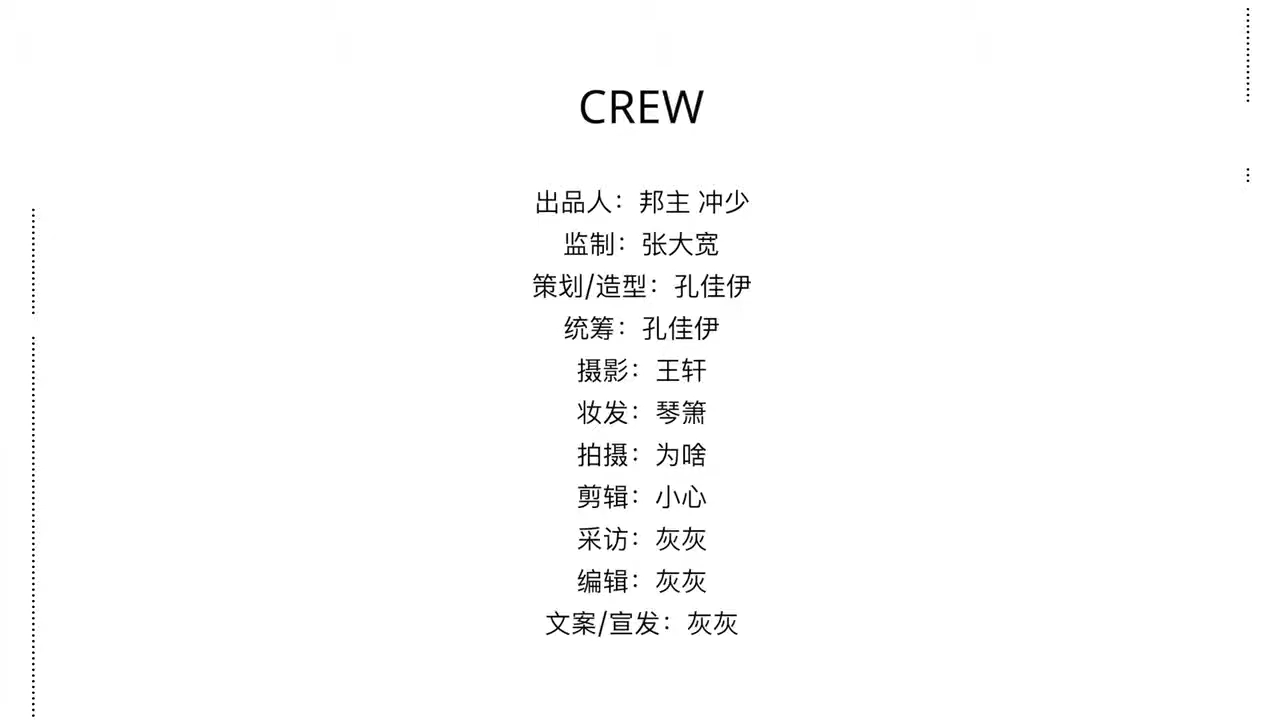 CREW
出品人：邦主 冲少
监制：张大宽
策划/造型：孔佳伊
统筹：孔佳伊
摄影：王轩
妆发：琴箫
拍摄：为啥
剪辑：小心
采访：灰灰
编辑：灰灰
文案/宣发：灰灰